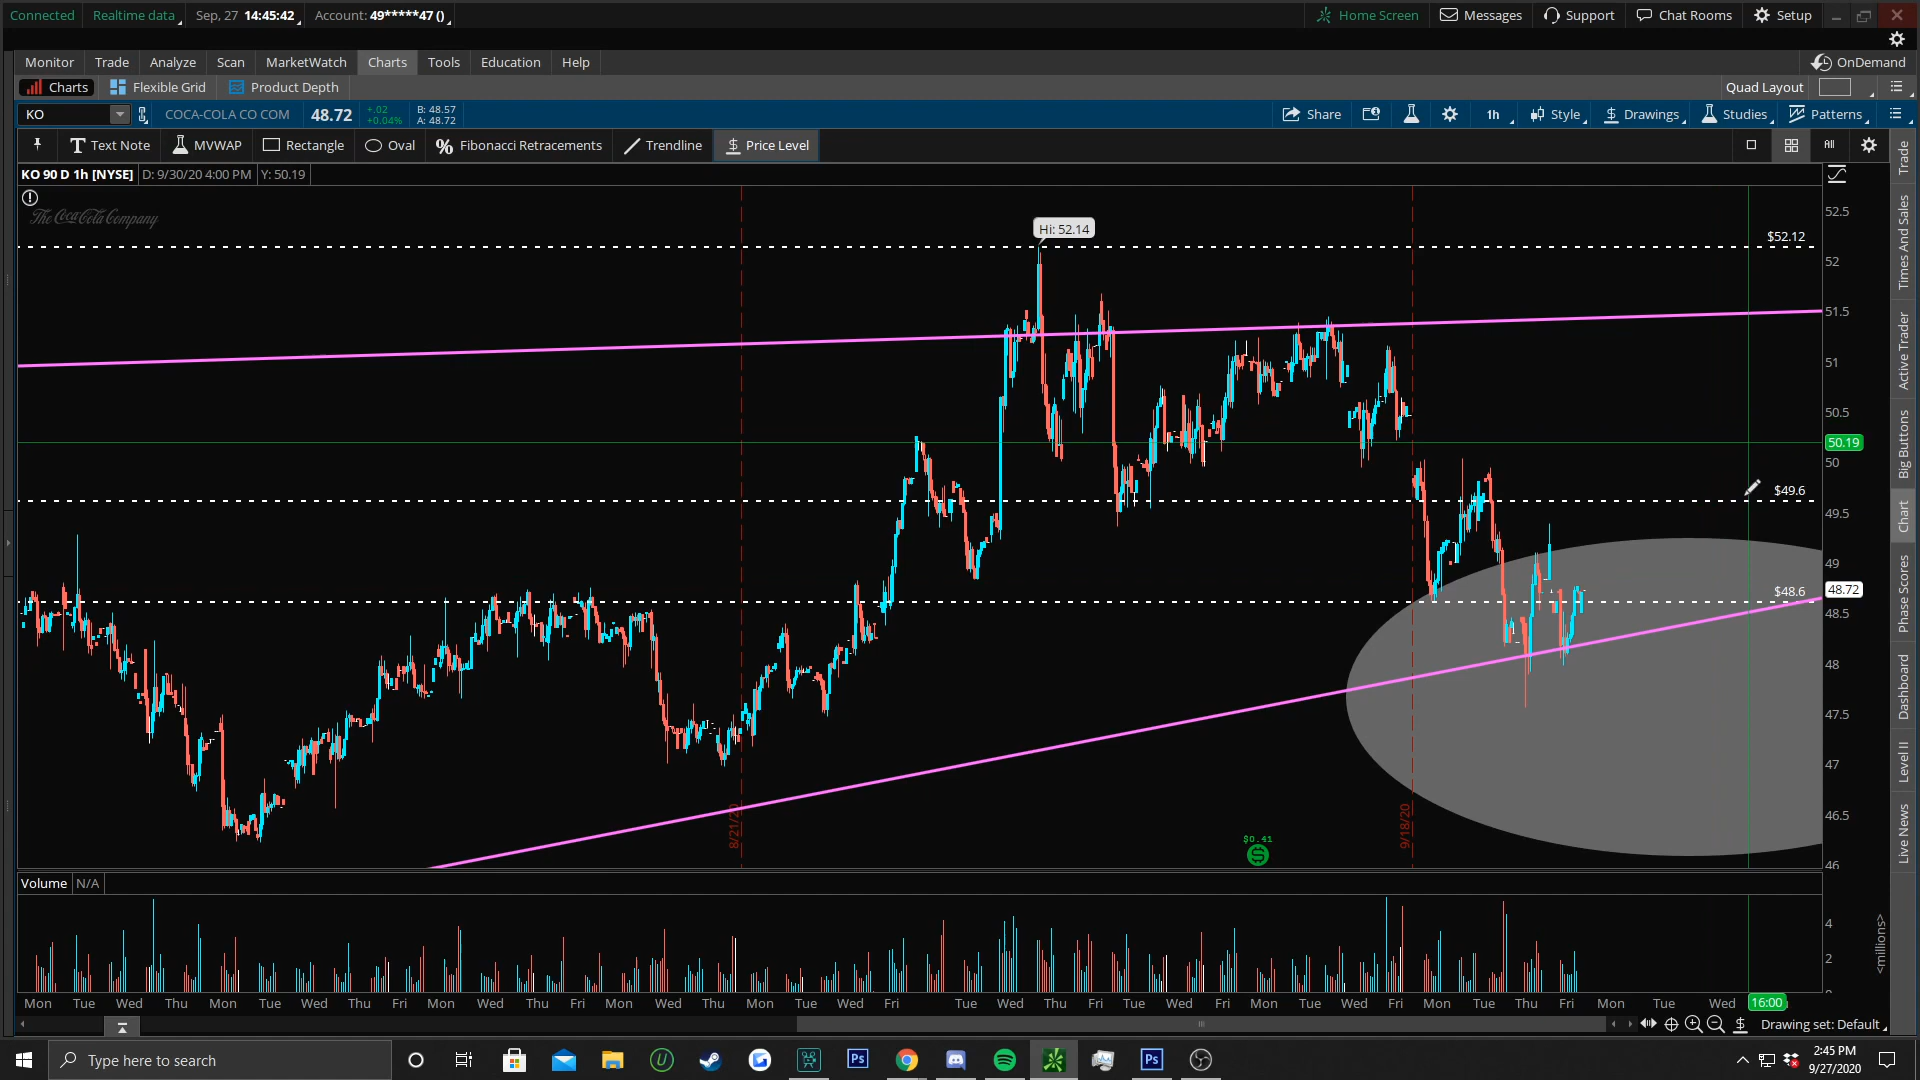 Connected Realtime data Sep, 27 14:45:42 Account: 49*****47 () Home Screen Messages Support Chat Rooms Setup
Monitor Trade Analyze Scan MarketWatch Charts Tools Education Help OnDemand
Charts Flexible Grid Product Depth Quad Layout
KO COCA-COLA CO COM 48.72 +.02 B: 48.57 Share 1h Style Drawings Studies Patterns
+0.04% A: 48.72
Text Note MVWAP Rectangle Oval % Fibonacci Retracements Trendline $ Price Level All
KO 90 D 1h [NYSE] D: 9/30/20 4:00 PM Y: 50.19
The Coca-Cola Company
Hi: 52.14
$52.12
$49.6
$48.6
52.5
52
51.5
51
50.5
50.19
50
49.5
49
48.72
48.5
48
47.5
47
46.5
46
8/21/20
9/18/20
$0.41
Trade
Times And Sales
Active Trader
Big Buttons
Chart
Phase Scores
Dashboard
Level II
Live News
Volume N/A
4
2
0
<millions>
Mon Tue Wed Thu Mon Tue Wed Thu Fri Mon Wed Thu Fri Mon Wed Thu Mon Tue Wed Fri Tue Wed Thu Fri Tue Wed Fri Mon Tue Wed Fri Mon Tue Thu Fri Mon Tue Wed 16:00
Drawing set: Default
Type here to search
Ps
Ps
2:45 PM
9/27/2020